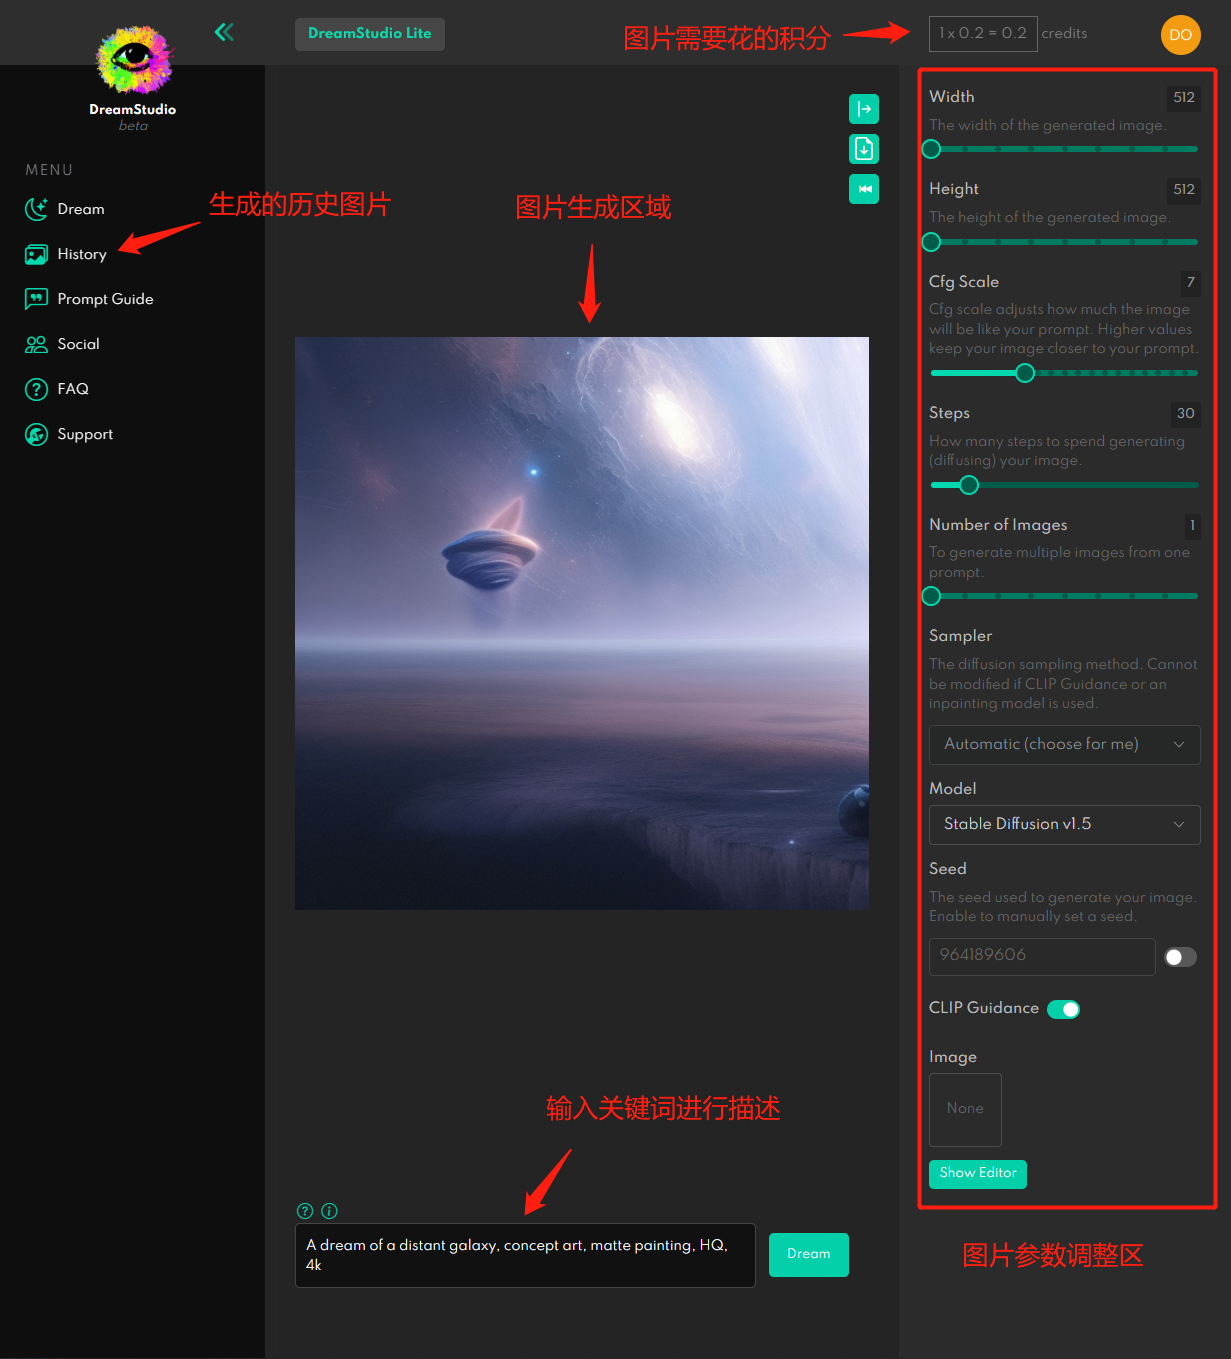 DreamStudio Lite
图片需要花的积分
1 x 0.2 = 0.2 credits
DO
DreamStudio
beta
MENU
Dream
History
Prompt Guide
Social
FAQ
Support
生成的历史图片
图片生成区域
输入关键词进行描述
A dream of a distant galaxy, concept art, matte painting, HQ,
4k
Dream
Width 512
The width of the generated image.
Height 512
The height of the generated image.
Cfg Scale 7
Cfg scale adjusts how much the image
will be like your prompt. Higher values
keep your image closer to your prompt.
Steps 30
How many steps to spend generating
(diffusing) your image.
Number of Images 1
To generate multiple images from one
prompt.
Sampler
The diffusion sampling method. Cannot
be modified if CLIP Guidance or an
inpainting model is used.
Automatic (choose for me)
Model
Stable Diffusion v1.5
Seed
The seed used to generate your image.
Enable to manually set a seed.
964189606
CLIP Guidance
Image
None
Show Editor
图片参数调整区